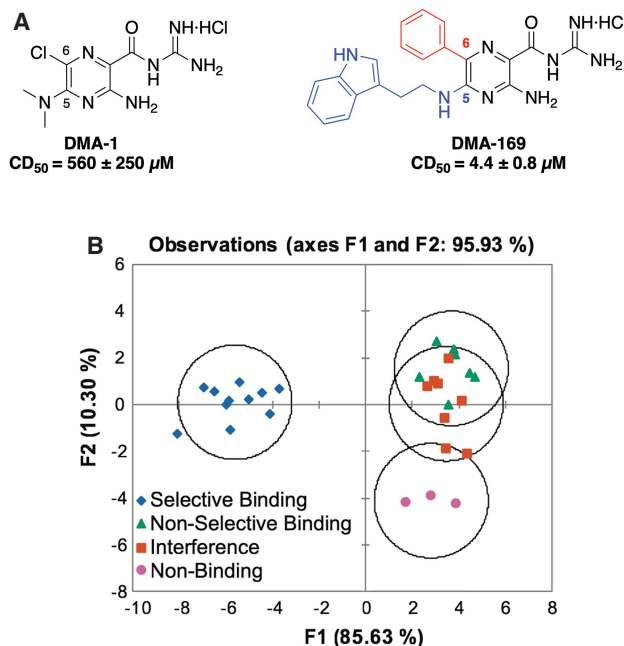 A
NH·HCl
O
Cl
6
N
N
H
NH2
5
N
NH2
N
DMA-1
CD50 = 560 ± 250 µM
NH·HC
O
HN
6
N
N
H
NH2
N
H
5
N
NH2
DMA-169
CD50 = 4.4 ± 0.8 µM
B
Observations (axes F1 and F2: 95.93 %)
6
4
2
0
-2
-4
-6
-8
F2 (10.30 %)
Selective Binding
Non-Selective Binding
Interference
Non-Binding
-10 -8 -6 -4 -2 0 2 4 6 8
F1 (85.63 %)